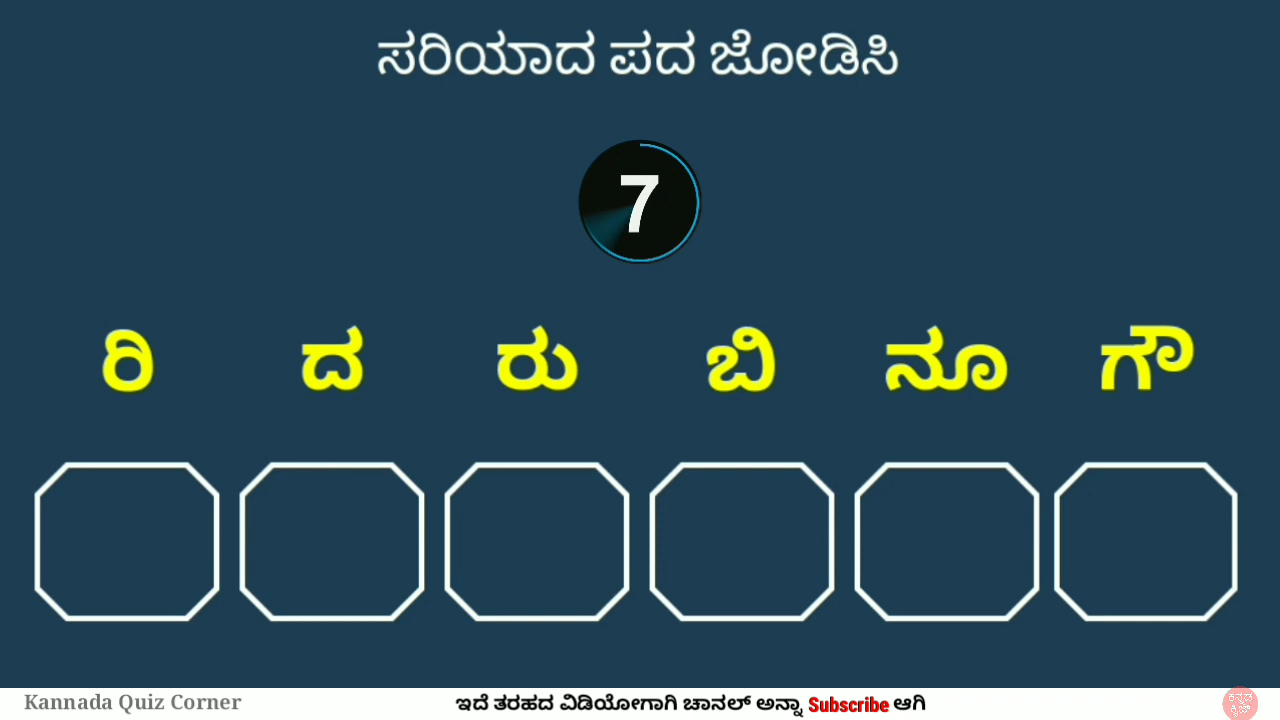 ಸರಿಯಾದ ಪದ ಜೋಡಿಸಿ
7
ರಿ ದ ರು ಬಿ ನೂ ಗೌ
Kannada Quiz Corner ಇದೆ ತರಹದ ವಿಡಿಯೋಗಾಗಿ ಚಾನಲ್ ಅನ್ನಾ Subscribe ಆಗಿ